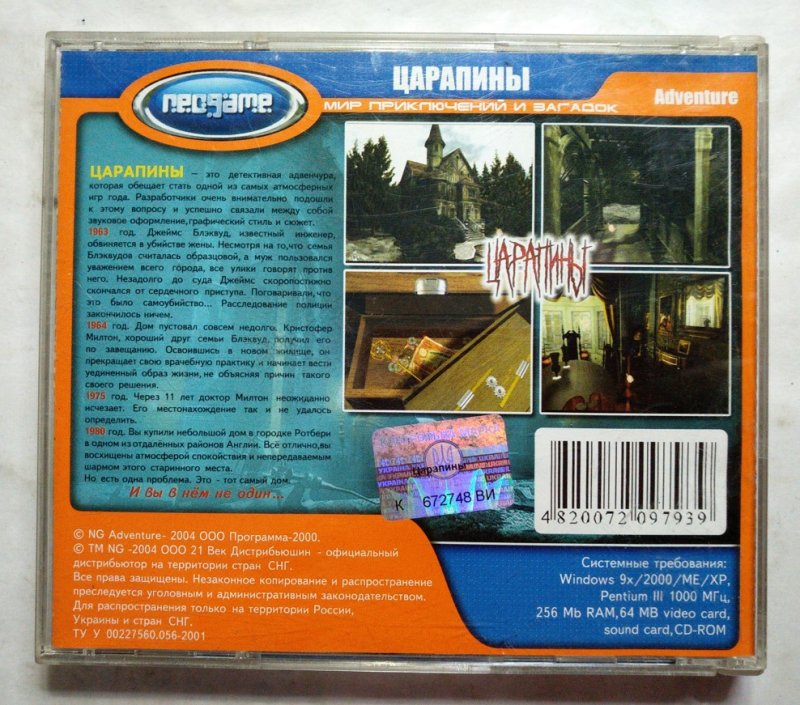 neogame
ЦАРАПИНЫ
МИР ПРИКЛЮЧЕНИЙ И ЗАГАДОК
Adventure
ЦАРАПИНЫ – это детективная адвенчура,
которая обещает стать одной из самых атмосферных
игр года. Разработчики очень внимательно подошли
к этому вопросу и успешно связали между собой
звуковое оформление,графический стиль и сюжет.
1963 год. Джеймс Блэквуд, известный инженер,
обвиняется в убийстве жены. Несмотря на то,что семья
Блэквудов считалась образцовой, а муж пользовался
уважением всего города, все улики говорят против
него. Незадолго до суда Джеймс скоропостижно
скончался от сердечного приступа. Поговаривали,что
это было самоубийство... Расследование полиции
закончилось ничем.
1964 год. Дом пустовал совсем недолго. Кристофер
Милтон, хороший друг семьи Блэквуд, получил его
по завещанию. Освоившись в новом жилище, он
прекращает свою врачебную практику и начинает вести
уединенный образ жизни,не объясняя причин такого
своего решения.
1975 год. Через 11 лет доктор Милтон неожиданно
исчезает. Его местонахождение так и не удалось
определить.
1980 год. Вы купили небольшой дом в городке Ротбери
в одном из отдалённых районов Англии. Всё отлично,вы
восхищены атмосферой спокойствия и непередаваемым
шармом этого старинного места.
Но есть одна проблема. Это - тот самый дом.
И вы в нём не один...
ЦАРАПИНЫ
УКРАЇНА
царапины
К 672748 ВИ
4 820072 097939
© NG Adventure- 2004 ООО Программа-2000.
© TM NG -2004 ООО 21 Век Дистрибьюшин - официальный
дистрибьютор на территории стран СНГ.
Все права защищены. Незаконное копирование и распространение
преследуется уголовным и административным законодательством.
Для распространения только на территории России,
Украины и стран СНГ.
ТУ У 00227560.056-2001
Системные требования:
Windows 9x/2000/ME/XP,
Pentium III 1000 МГц,
256 Mb RAM,64 MB video card,
sound card,CD-ROM